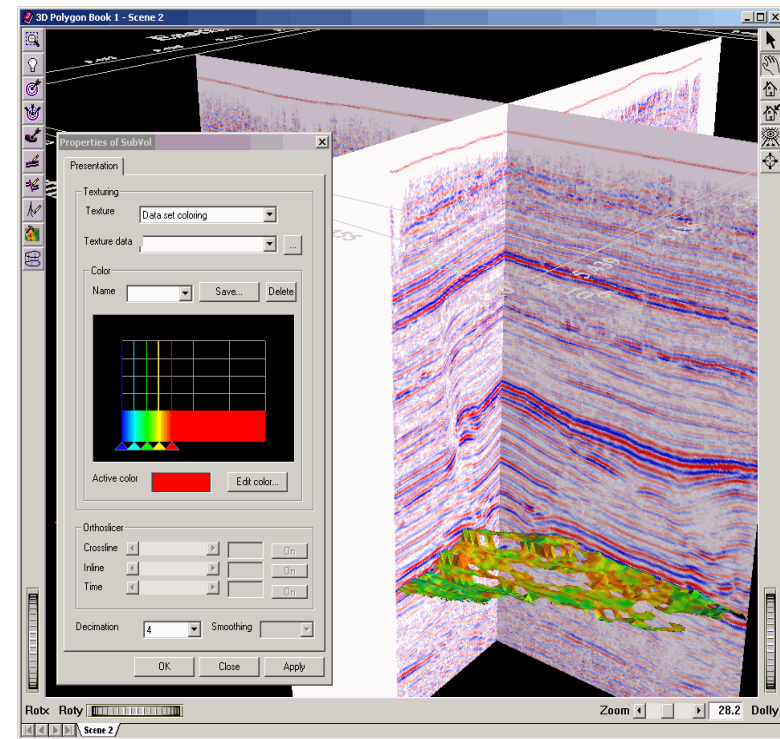 3D Polygon Book 1 - Scene 2
Properties of SubVol
Presentation
Texturing
Texture
Data set coloring
Texture data
...
Color
Name
Save...
Delete
Active color
Edit color...
Orthoslicer
Crossline
On
Inline
On
Time
On
Decimation
4
Smoothing
OK
Close
Apply
Rotx Roty
Zoom
28.2
Dolly
Scene 2